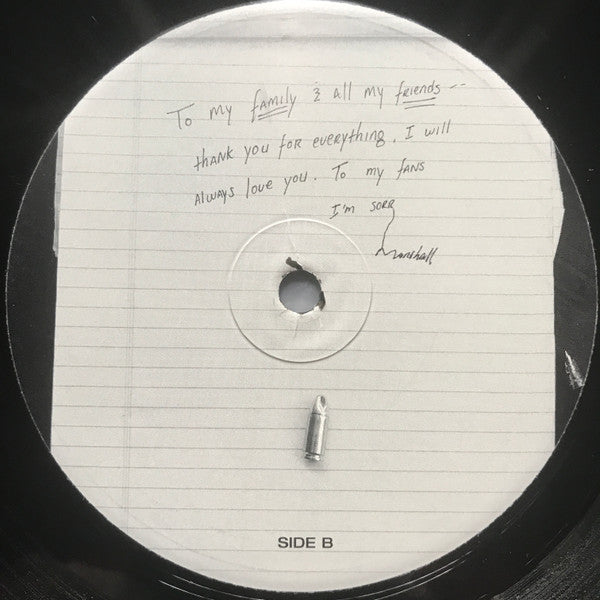 To my family & all my friends --
thank you for everything. I will
Always love you. To my fans
I'm sorr
Marshall
SIDE B